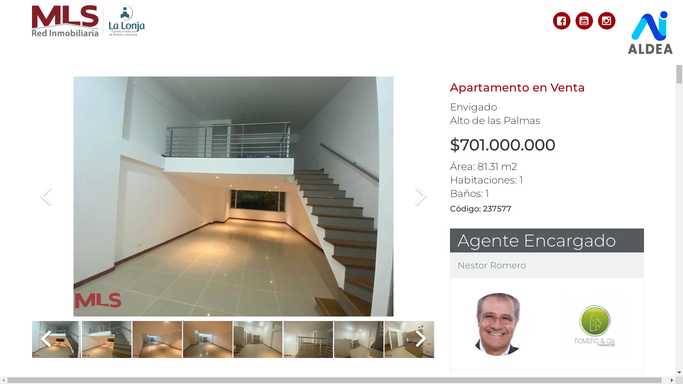 MLS
Red Inmobiliaria
La Lonja
ALDEA
Apartamento en Venta
Envigado
Alto de las Palmas
$701.000.000
Área: 81.31 m2
Habitaciones: 1
Baños: 1
Código: 237577
MLS
Agente Encargado
Nestor Romero
ROMERO & Cía